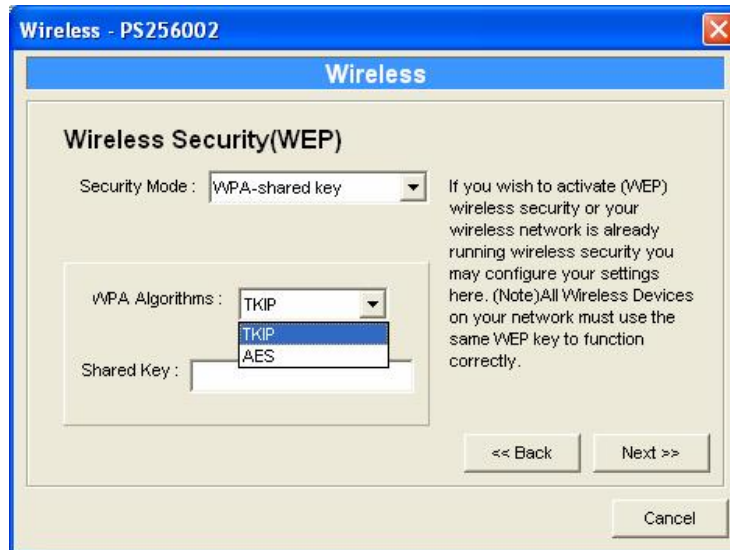 Wireless - PS256002
Wireless
Wireless Security(WEP)
Security Mode : WPA-shared key
If you wish to activate (WEP)
wireless security or your
wireless network is already
running wireless security you
may configure your settings
here. (Note)All Wireless Devices
on your network must use the
same WEP key to function
correctly.
WPA Algorithms : TKIP
TKIP
AES
Shared Key :
<< Back
Next >>
Cancel